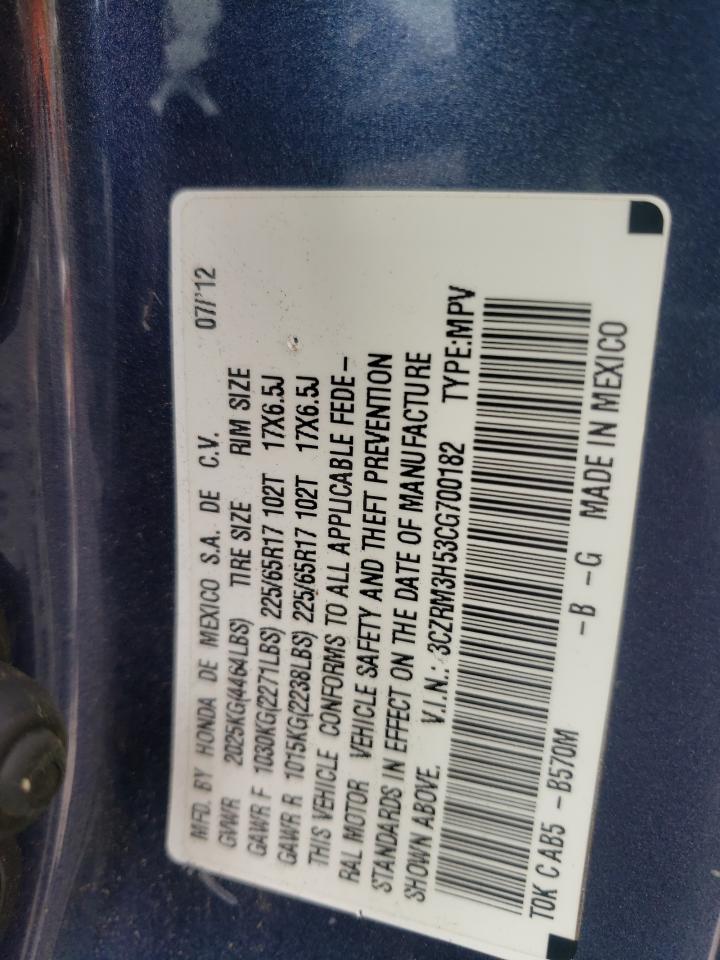 MFD. BY HONDA DE MEXICO S.A. DE C.V. 07/'12
GVWR 2025KG(4464LBS) TIRE SIZE RIM SIZE
GAWR F 1030KG(2271LBS) 225/65R17 102T 17X6.5J
GAWR R 1015KG(2238LBS) 225/65R17 102T 17X6.5J
THIS VEHICLE CONFORMS TO ALL APPLICABLE FEDE-
RAL MOTOR VEHICLE SAFETY AND THEFT PREVENTION
STANDARDS IN EFFECT ON THE DATE OF MANUFACTURE
SHOWN ABOVE. V.I.N.: 3CZRM3H53CG700182 TYPE:MPV
TOK C AB5 -B570M -B -G MADE IN MEXICO